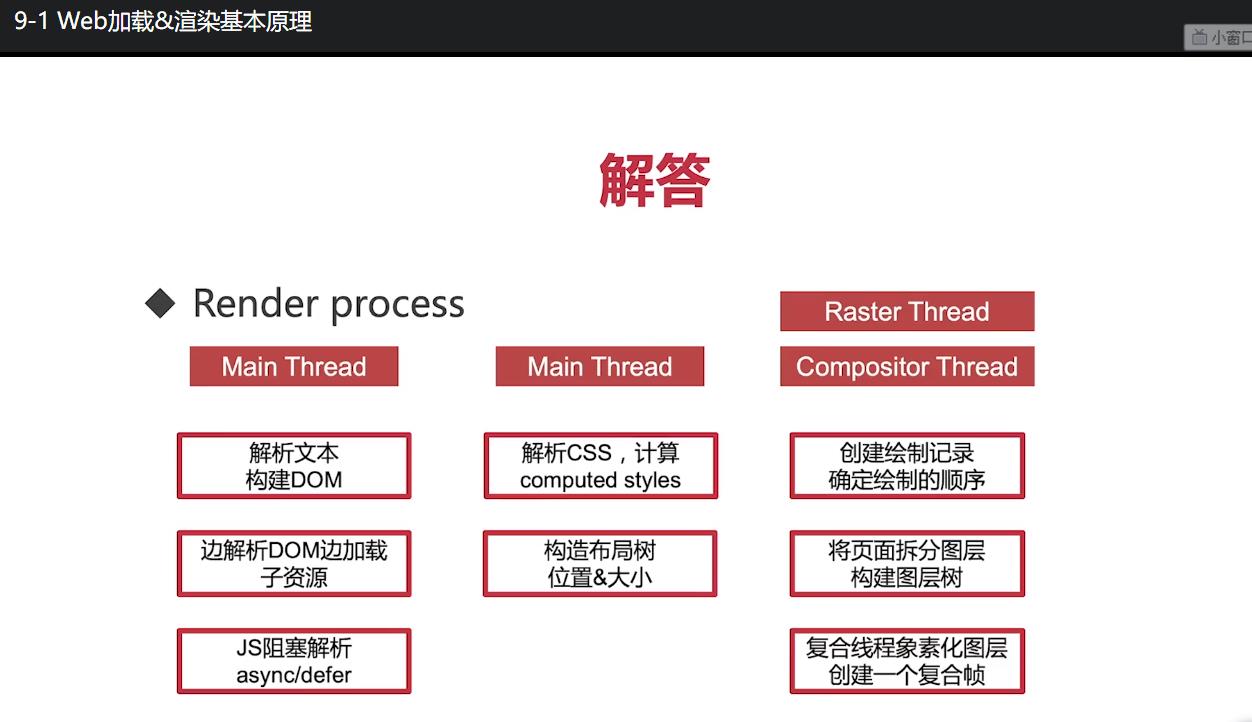 9-1 Web加载&渲染基本原理
小窗口
解答
Render process
Raster Thread
Main Thread
Main Thread
Compositor Thread
解析文本
构建DOM
解析CSS，计算
computed styles
创建绘制记录
确定绘制的顺序
边解析DOM边加载
子资源
构造布局树
位置&大小
将页面拆分图层
构建图层树
JS阻塞解析
async/defer
复合线程象素化图层
创建一个复合帧